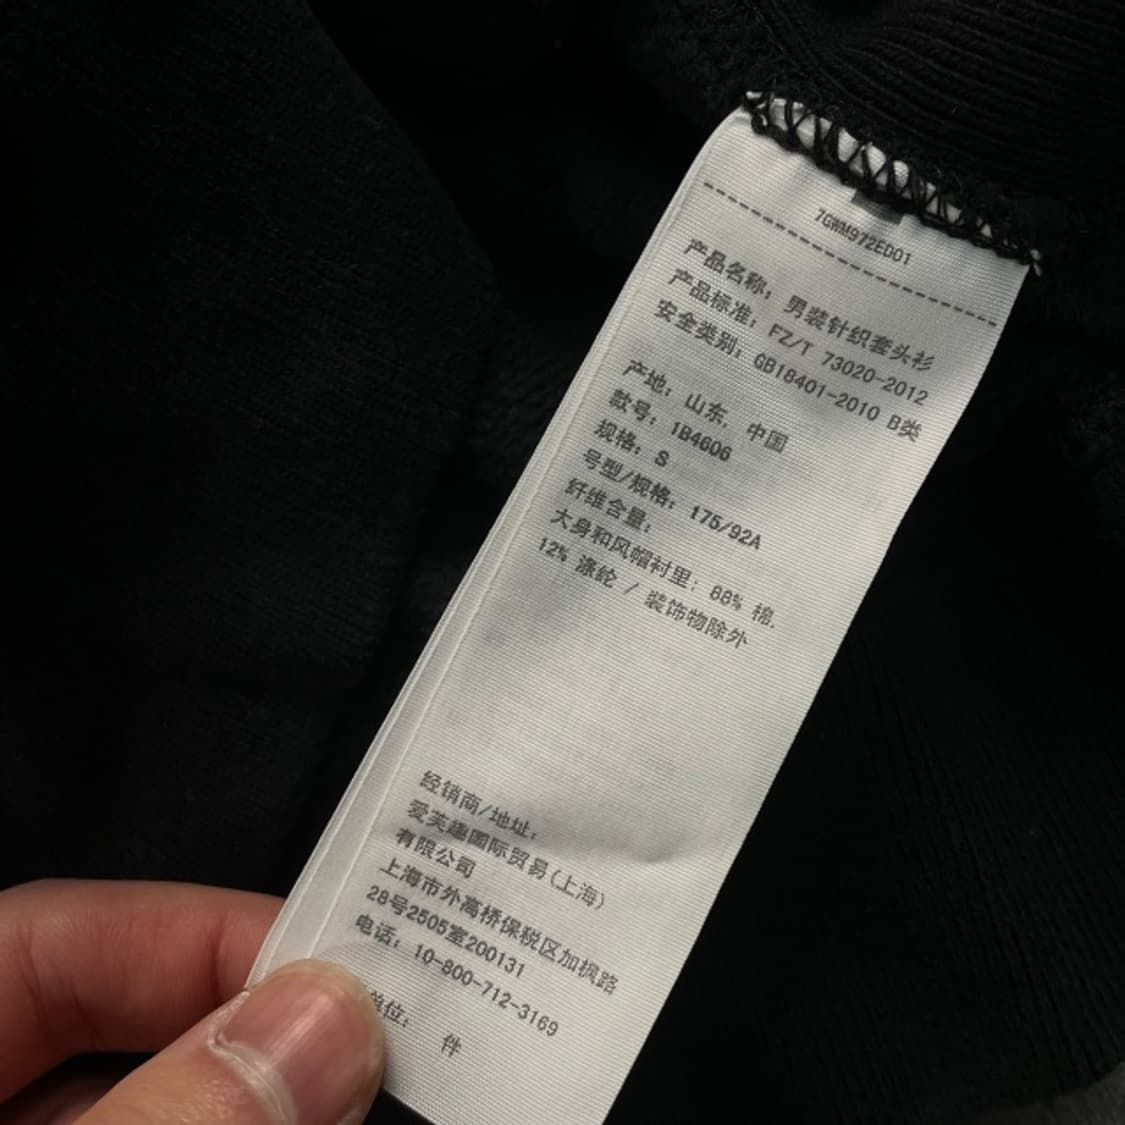 7GWM972ED01
产品名称: 男装针织套头衫
产品标准: FZ/T 73020-2012
安全类别: GB18401-2010 B类
产地: 山东, 中国
款号: 1B4606
规格: S
号型/规格: 175/92A
纤维含量:
大身和风帽衬里: 88% 棉,
12% 涤纶 / 装饰物除外
经销商/地址:
爱芙趣国际贸易(上海)
有限公司
上海市外高桥保税区加枫路
28号2505室200131
电话: 10-800-712-3169
单位: 件